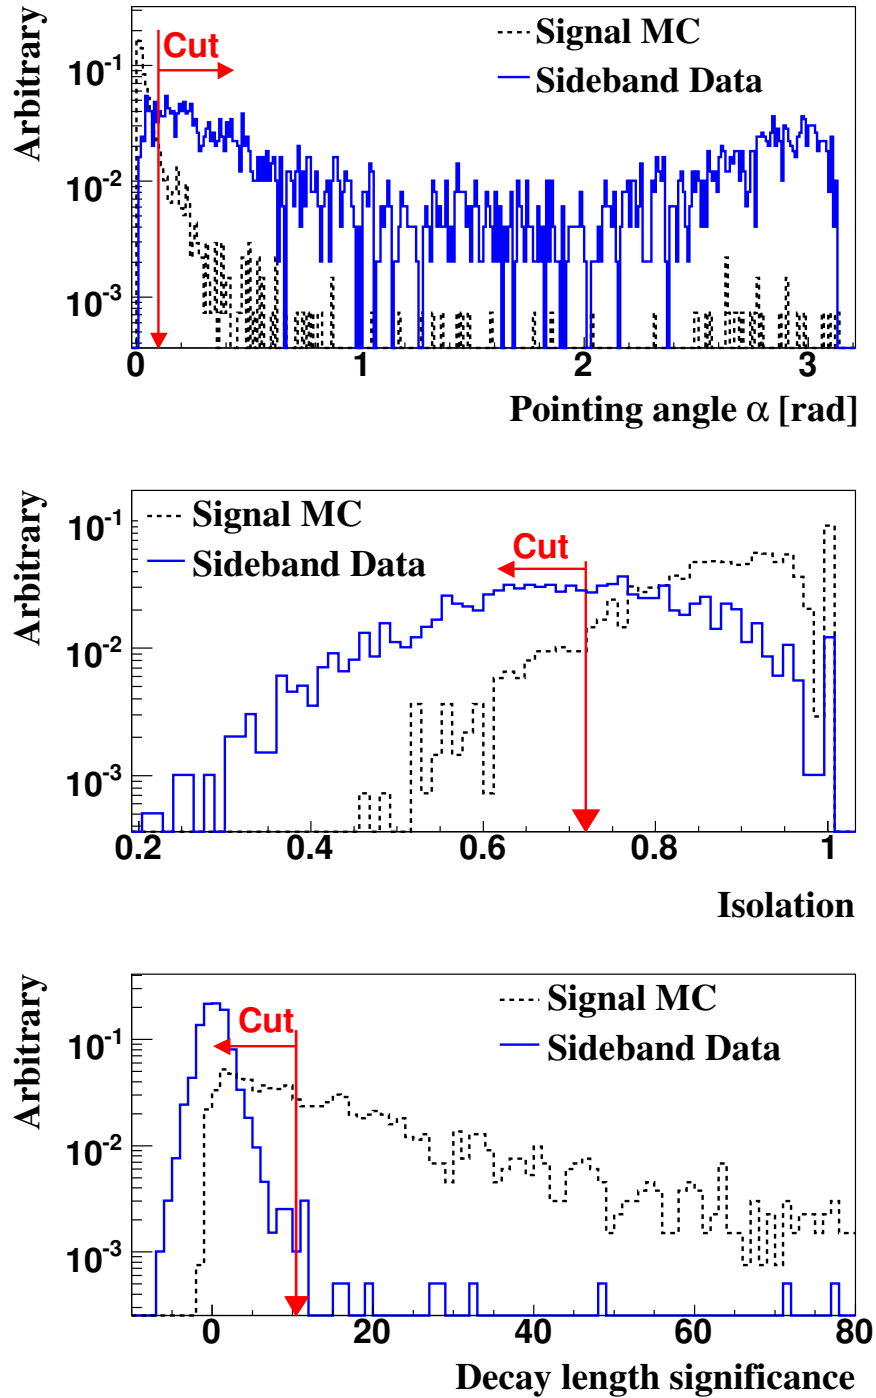 Arbitrary
10⁻¹
10⁻²
10⁻³
Cut
Signal MC
Sideband Data
0 1 2 3
Pointing angle α [rad]
Arbitrary
10⁻¹
10⁻²
10⁻³
Signal MC
Sideband Data
Cut
0.2 0.4 0.6 0.8 1
Isolation
Arbitrary
10⁻¹
10⁻²
10⁻³
Cut
Signal MC
Sideband Data
0 20 40 60 80
Decay length significance